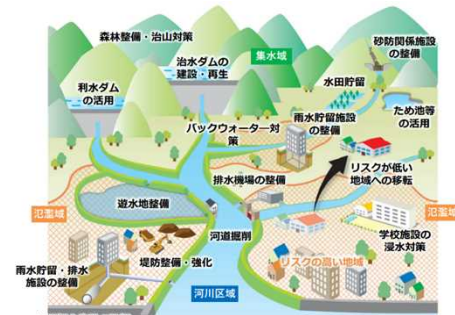 森林整備・治山対策
治水ダムの
建設・再生
集水域
砂防関係施設
の整備
利水ダム
の活用
水田貯留
ため池等
の活用
雨水貯留施設
の整備
バックウォーター対
策
リスクが低い
地域への移転
排水機場の整備
遊水地整備
氾濫域
氾濫域
河道掘削
学校施設の
浸水対策
堤防整備・強化
リスクの高い地域
雨水貯留・排水
施設の整備
河川区域